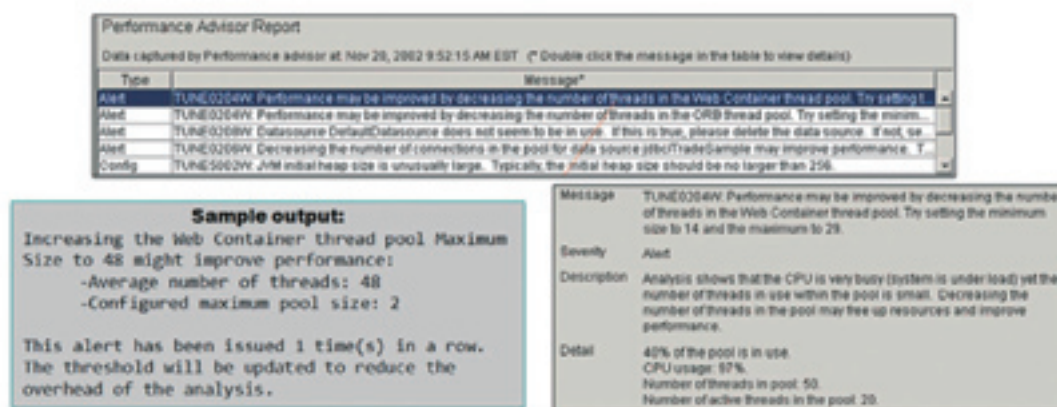 Performance Advisor Report
Data captured by Performance advisor at: Nov 20, 2002 9:52:15 AM EST (* Double click the message in the table to view details)
Type Message*
Alert TUNE0204W: Performance may be improved by decreasing the number of threads in the Web Container thread pool. Try setting t...
Alert TUNE0204W: Performance may be improved by decreasing the number of threads in the ORB thread pool. Try setting the minim...
Alert TUNE0208W: Datasource DefaultDatasource does not seem to be in use. If this is true, please delete the data source. If not, se...
Alert TUNE0206W: Decreasing the number of connections in the pool for data source jdbc/TradeSample may improve performance. T...
Config TUNE5002W: JVM initial heap size is unusually large. Typically, the initial heap size should be no larger than 256.
Sample output:
Increasing the Web Container thread pool Maximum
Size to 48 might improve performance:
-Average number of threads: 48
-Configured maximum pool size: 2
This alert has been issued 1 time(s) in a row.
The threshold will be updated to reduce the
overhead of the analysis.
Message TUNE0204W: Performance may be improved by decreasing the number
of threads in the Web Container thread pool. Try setting the minimum
size to 14 and the maximum to 29.
Severity Alert
Description Analysis shows that the CPU is very busy (system is under load) yet the
number of threads in use within the pool is small. Decreasing the
number of threads in the pool may free up resources and improve
performance.
Detail 40% of the pool is in use.
CPU usage: 97%.
Number of threads in pool: 50.
Number of active threads in the pool: 20.